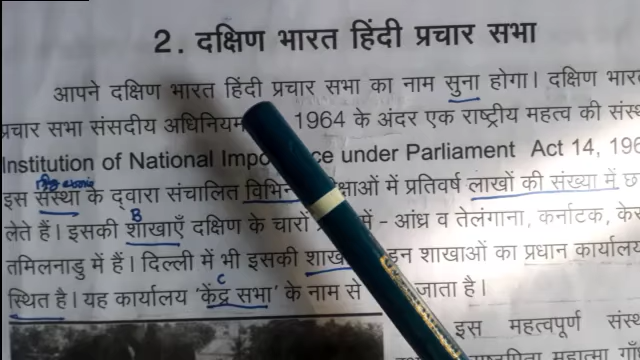 2. दक्षिण भारत हिंदी प्रचार सभा
आपने दक्षिण भारत हिंदी प्रचार सभा का नाम सुना होगा। दक्षिण भारत
प्रचार सभा संसदीय अधिनियम 1964 के अंदर एक राष्ट्रीय महत्व की
Institution of National under Parliament Act 14, 196
इस संस्था के द्वारा संचालित में प्रतिवर्ष लाखों की संख्या में
B
लेते हैं। इसकी शाखाएँ दक्षिण के चारों में - आंध्र व तेलंगाना, कर्नाटक,
तमिलनाडु में हैं। दिल्ली में भी इसकी इन शाखाओं का प्रधान कार्यालय
C
स्थित है। यह कार्यालय 'केंद्र सभा' के नाम से जाता है।
इस महत्वपूर्ण